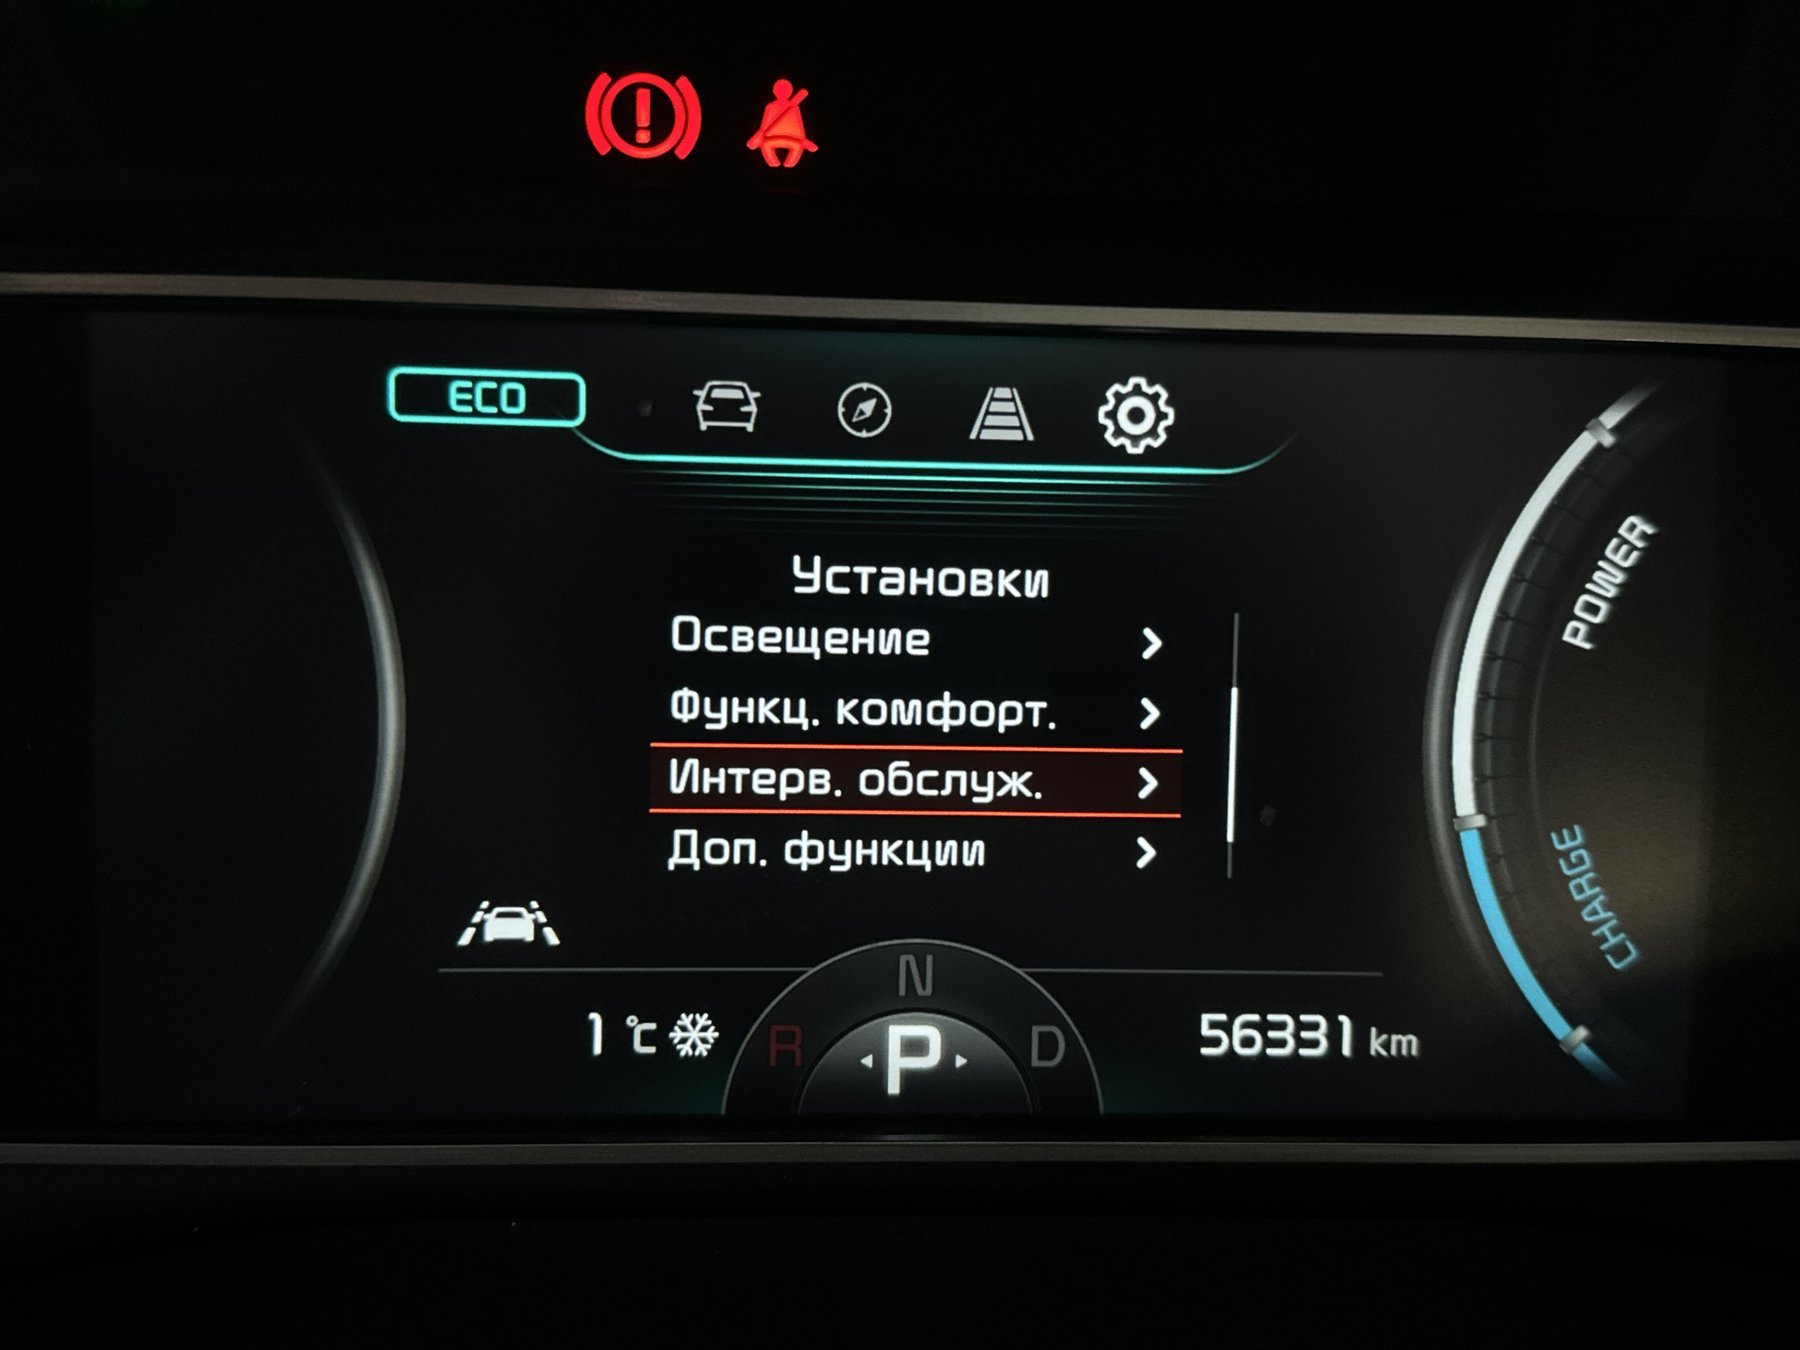 ECO
Установки
Освещение
Функц. комфорт.
Интерв. обслуж.
Доп. функции
POWER
CHARGE
N
R P D
1 °C
56331 km